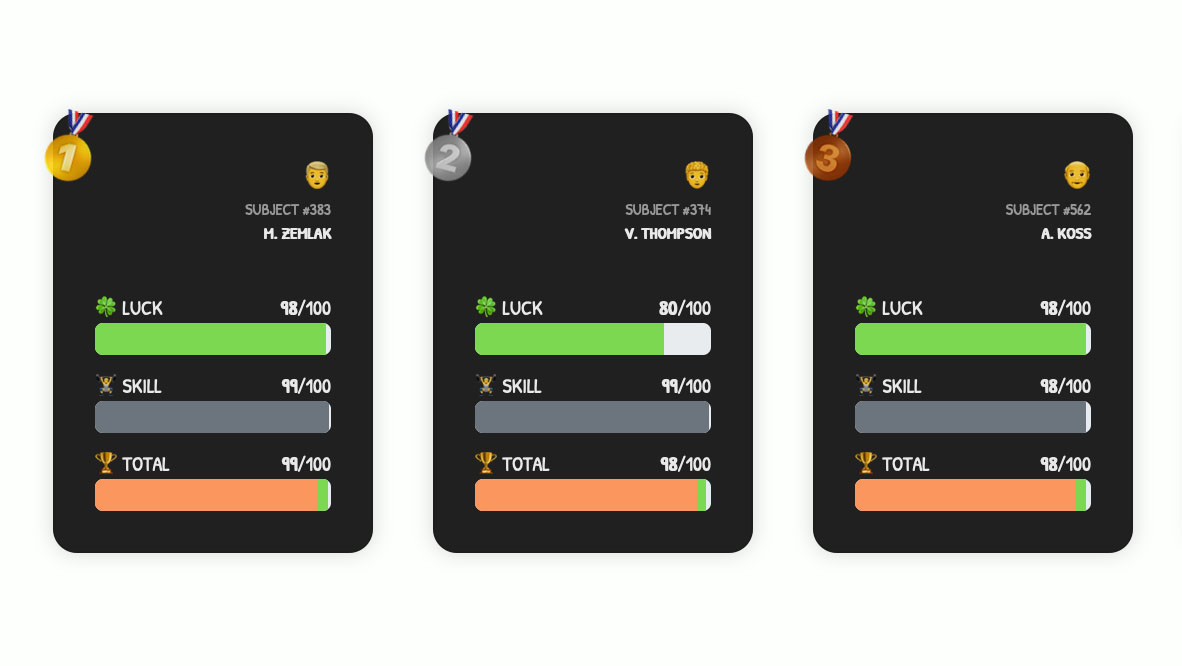 1
SUBJECT #383
M. ZEMLAK
LUCK 98/100
SKILL 99/100
TOTAL 99/100
2
SUBJECT #374
V. THOMPSON
LUCK 80/100
SKILL 99/100
TOTAL 98/100
3
SUBJECT #562
A. KOSS
LUCK 98/100
SKILL 98/100
TOTAL 98/100